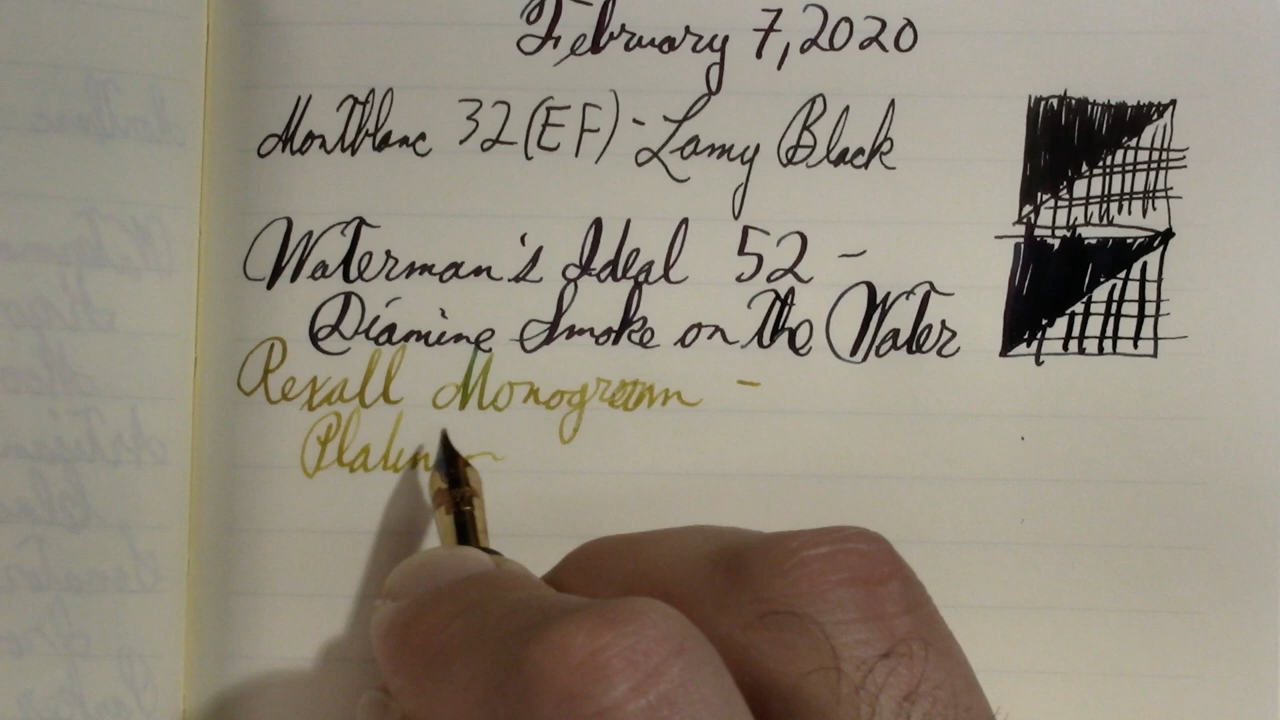 February 7, 2020
Montblanc 32 (EF) - Lamy Black
Waterman's Ideal 52 -
Diamine Smoke on the Water
Rexall Monogram -